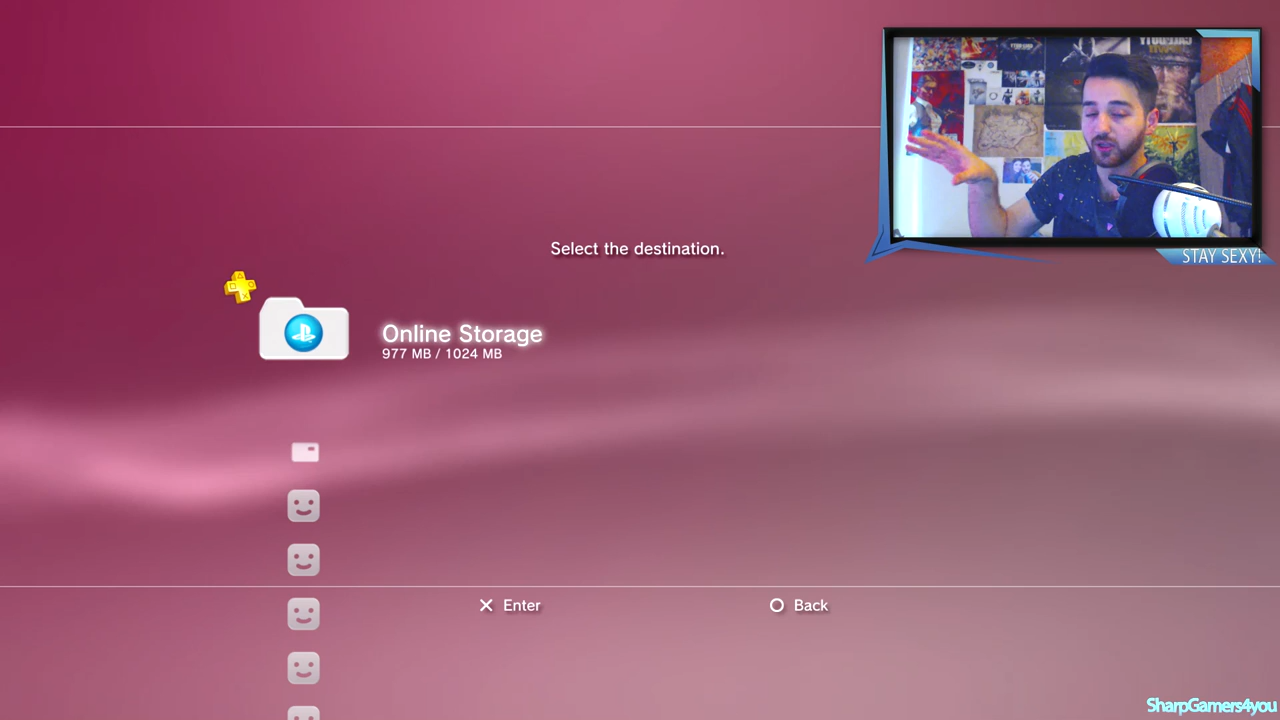 STAY SEXY!
Select the destination.
Online Storage
977 MB / 1024 MB
Enter
Back
SharpGamers4you